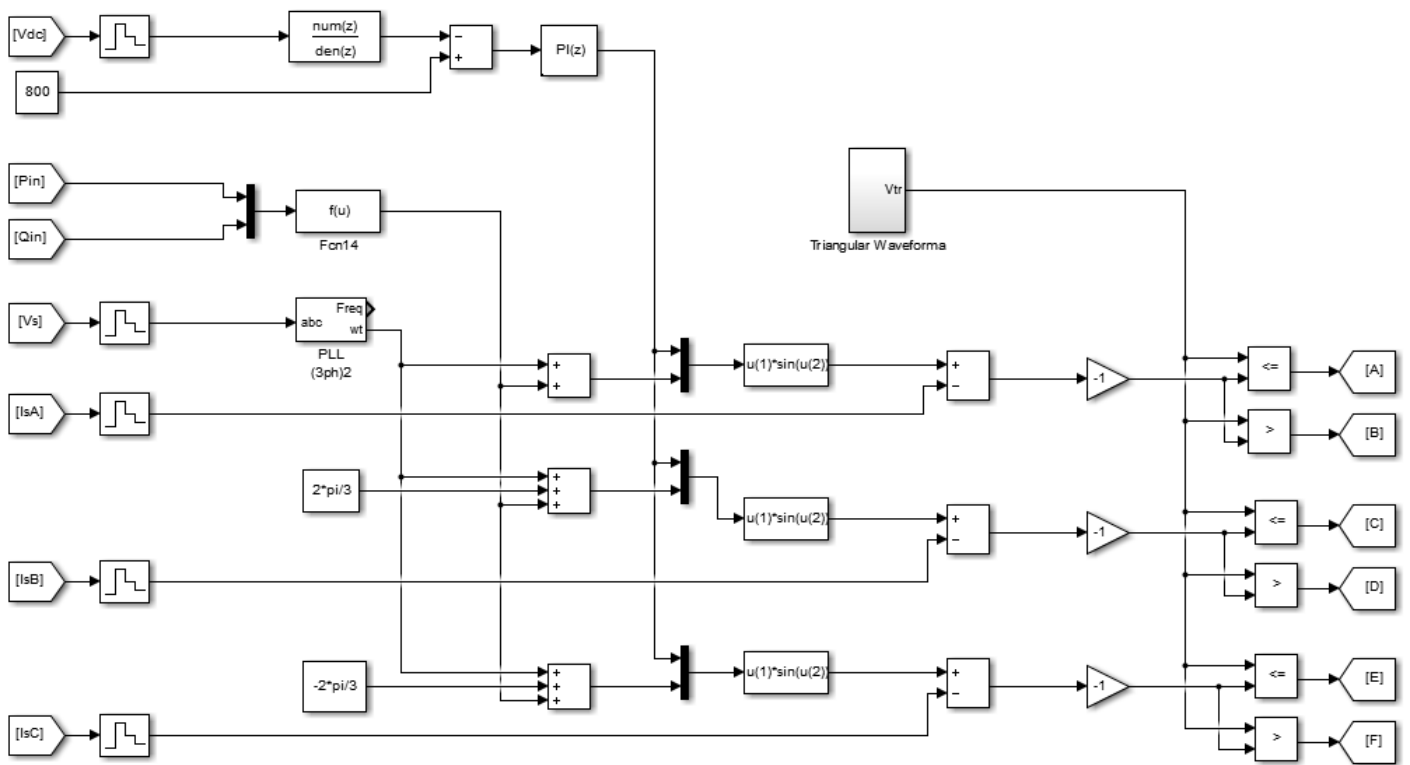 [Vdc]
num(z)
den(z)
−
+
PI(z)
800
[Pin]
[Qin]
f(u)
Fcn14
Vtr
Triangular Waveforma
[Vs]
abc
Freq
wt
PLL
(3ph)2
+
+
u(1)*sin(u(2))
+
−
-1
<=
[A]
[IsA]
>
[B]
2*pi/3
+
+
+
u(1)*sin(u(2))
+
−
-1
<=
[C]
[IsB]
>
[D]
-2*pi/3
+
+
+
u(1)*sin(u(2))
+
−
-1
<=
[E]
[IsC]
>
[F]